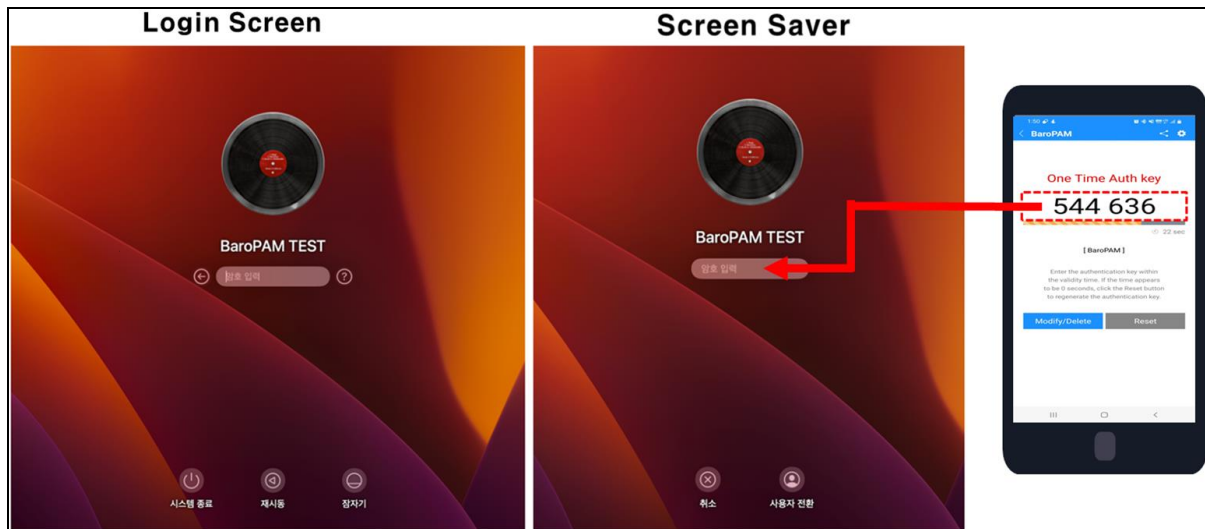 Login Screen
Screen Saver
BaroPAM TEST
암호 입력
?
시스템 종료
재시동
잠자기
BaroPAM TEST
암호 입력
취소
사용자 전환
1:50
BaroPAM
One Time Auth key
544 636
22 sec
[ BaroPAM ]
Enter the authentication key within
the validity time. If the time appears
to be 0 seconds, click the Reset button
to regenerate the authentication key.
Modify/Delete
Reset